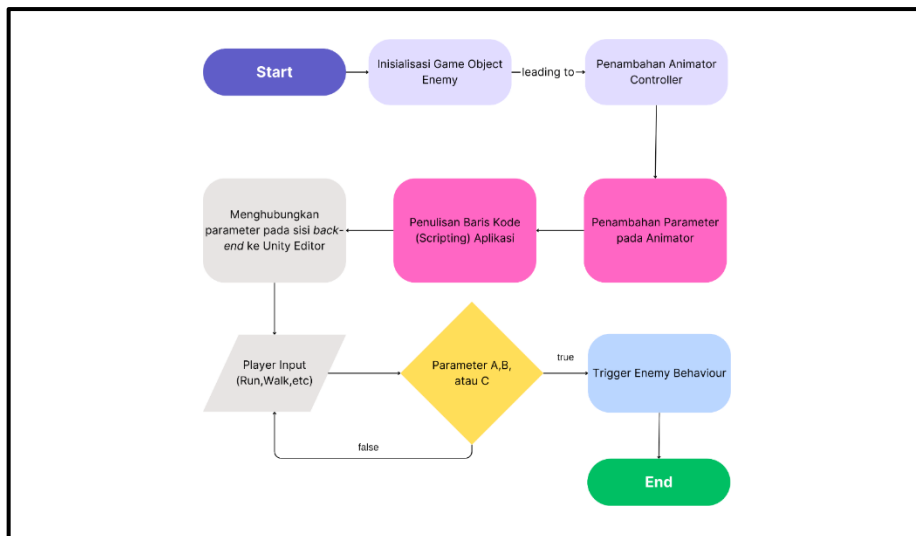 Start
Inisialisasi Game Object
Enemy
leading to
Penambahan Animator
Controller
Penambahan Parameter
pada Animator
Penulisan Baris Kode
(Scripting) Aplikasi
Menghubungkan
parameter pada sisi back-
end ke Unity Editor
Player Input
(Run,Walk,etc)
Parameter A,B,
atau C
true
Trigger Enemy Behaviour
false
End